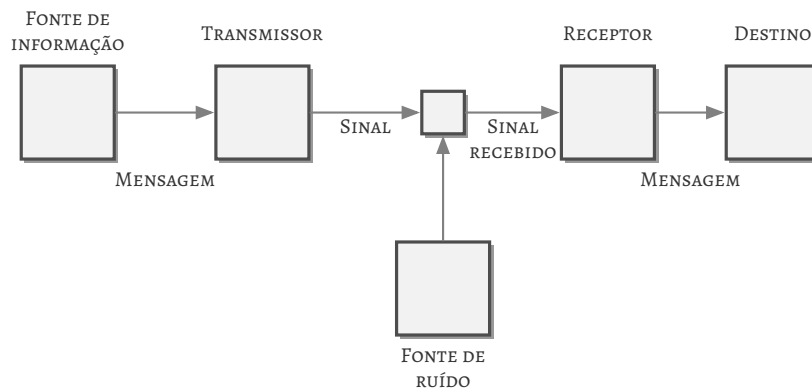 Fonte de
informação
Transmissor
Receptor
Destino
Sinal
Sinal
recebido
Mensagem
Mensagem
Fonte de
ruído